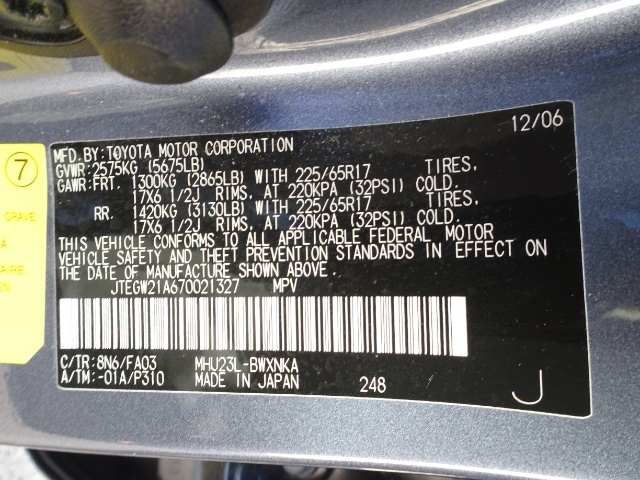 12/06
MFD. BY: TOYOTA MOTOR CORPORATION
GVWR: 2575KG (5675LB)
GAWR: FRT. 1300KG (2865LB) WITH 225/65R17 TIRES,
17X6 1/2J RIMS, AT 220KPA (32PSI) COLD.
RR. 1420KG (3130LB) WITH 225/65R17 TIRES,
17X6 1/2J RIMS, AT 220KPA (32PSI) COLD.
THIS VEHICLE CONFORMS TO ALL APPLICABLE FEDERAL MOTOR
VEHICLE SAFETY AND THEFT PREVENTION STANDARDS IN EFFECT ON
THE DATE OF MANUFACTURE SHOWN ABOVE.
JTEGW21A670021327 MPV
C/TR: 8N6/FA03 MHU23L-BWXNKA
A/TM: -01A/P310 MADE IN JAPAN 248
J
7
GRAVE
A
AIRE
N